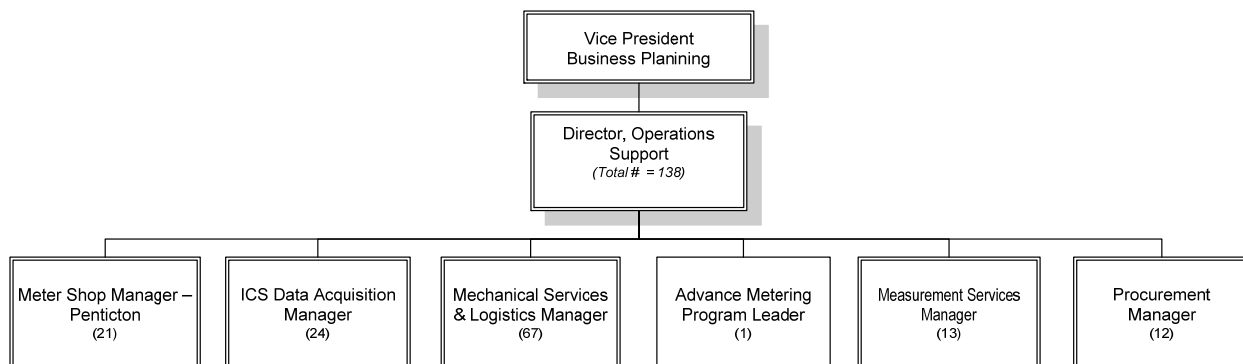 Vice President
Business Planining
Director, Operations
Support
(Total # = 138)
Meter Shop Manager –
Penticton
(21)
ICS Data Acquisition
Manager
(24)
Mechanical Services
& Logistics Manager
(67)
Advance Metering
Program Leader
(1)
Measurement Services
Manager
(13)
Procurement
Manager
(12)